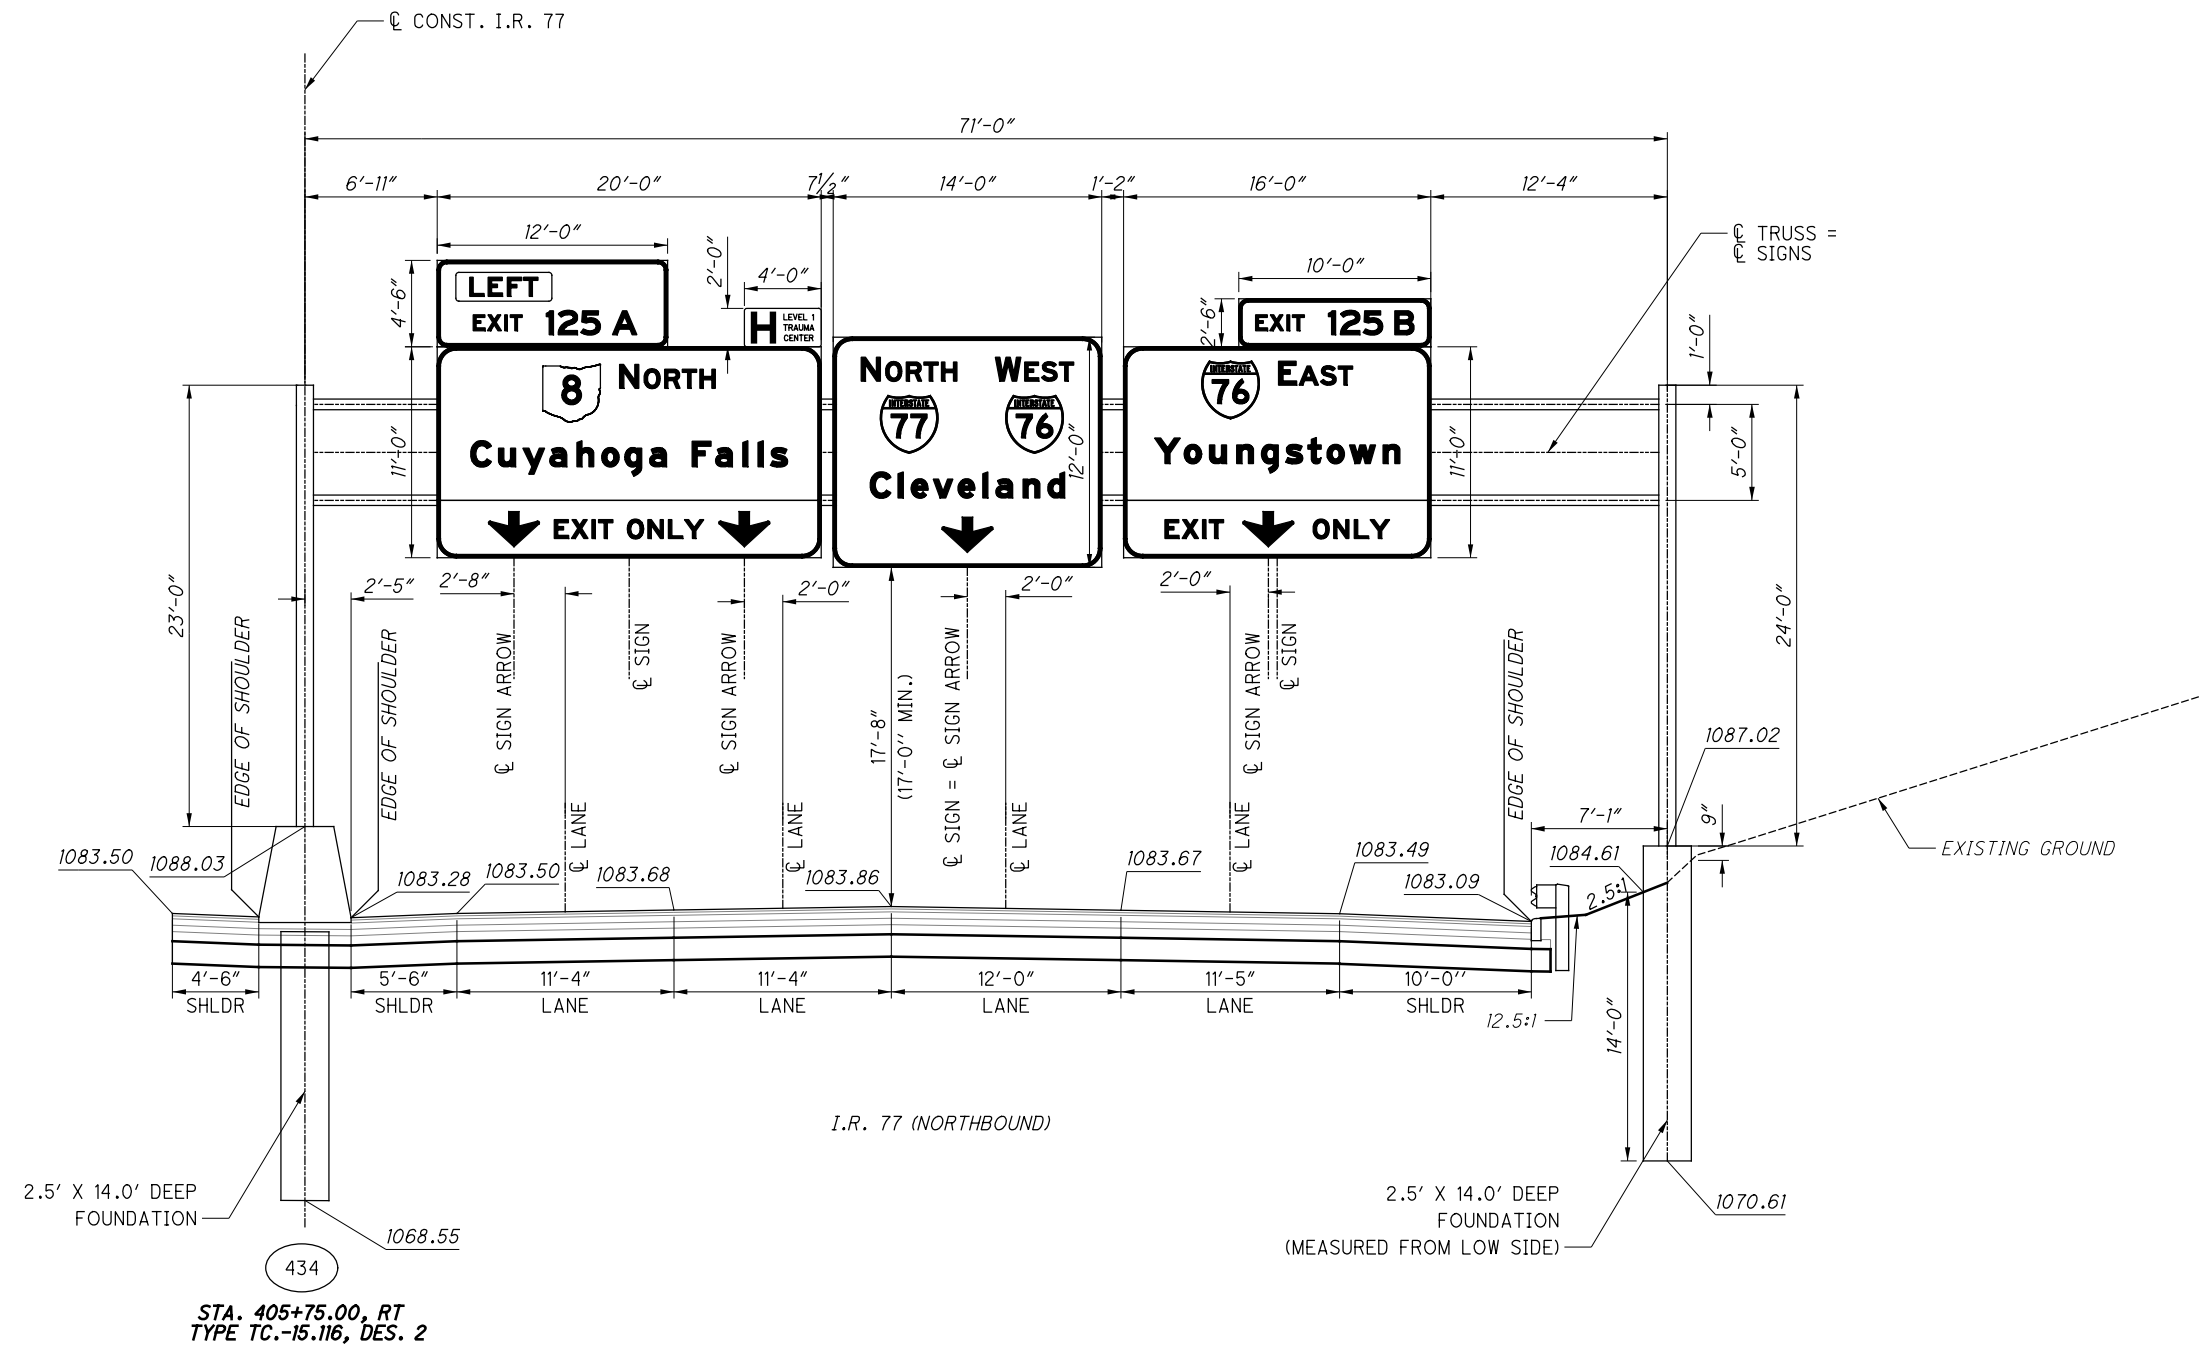 ℄ CONST. I.R. 77
71'-0"
6'-11" 20'-0" 7½" 14'-0" 1'-2" 16'-0" 12'-4"
℄ TRUSS =
℄ SIGNS
12'-0" 2'-0" 4'-0" 10'-0"
4'-6" 2'-6" 1'-0"
LEFT
EXIT 125 A
H LEVEL 1
TRAUMA
CENTER
EXIT 125 B
8 NORTH
Cuyahoga Falls
EXIT ONLY
11'-0"
NORTH WEST
INTERSTATE 77 INTERSTATE 76
Cleveland
12'-0"
INTERSTATE 76 EAST
Youngstown
EXIT ONLY
11'-0"
5'-0"
23'-0"
24'-0"
2'-5" 2'-8" 2'-0" 2'-0" 2'-0"
EDGE OF SHOULDER
EDGE OF SHOULDER
℄ SIGN ARROW
℄ SIGN
℄ SIGN ARROW
17'-8"
(17'-0" MIN.)
℄ SIGN = ℄ SIGN ARROW
℄ SIGN ARROW
℄ SIGN
EDGE OF SHOULDER
℄ LANE
℄ LANE
℄ LANE
℄ LANE
1087.02
7'-1"
9"
EXISTING GROUND
1083.50 1088.03 1083.28 1083.50 1083.68 1083.86 1083.67 1083.49 1083.09 1084.61
2.5:1
4'-6" 5'-6" 11'-4" 11'-4" 12'-0" 11'-5" 10'-0"
SHLDR SHLDR LANE LANE LANE LANE SHLDR
12.5:1
14'-0"
I.R. 77 (NORTHBOUND)
2.5' X 14.0' DEEP
FOUNDATION
1068.55
2.5' X 14.0' DEEP
FOUNDATION
(MEASURED FROM LOW SIDE)
1070.61
434
STA. 405+75.00, RT
TYPE TC.-15.116, DES. 2